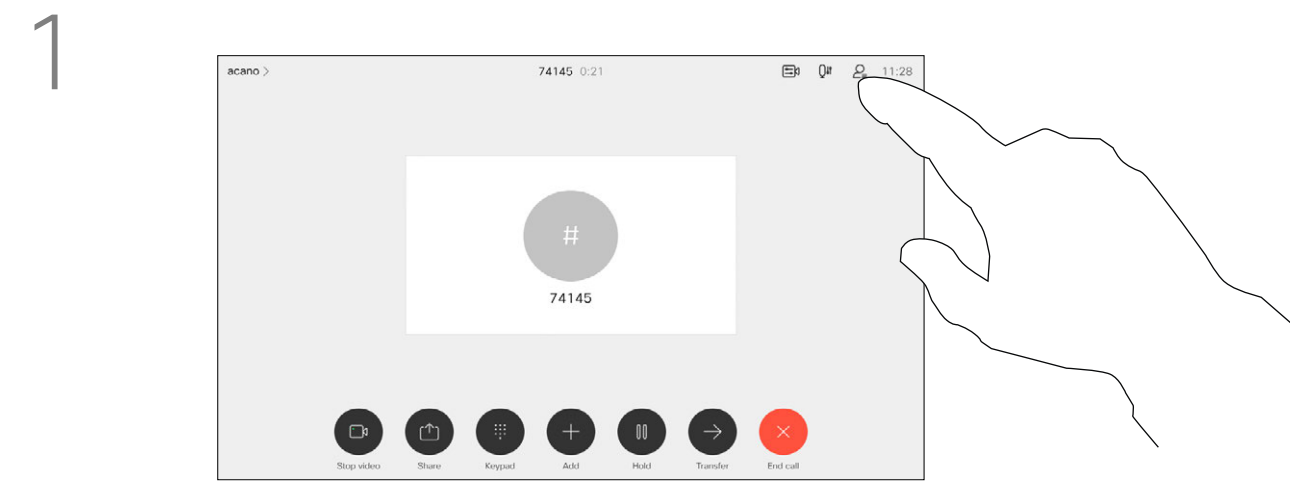 1
acano >
74145 0:21
11:28
#
74145
Stop video Share Keypad Add Hold Transfer End call